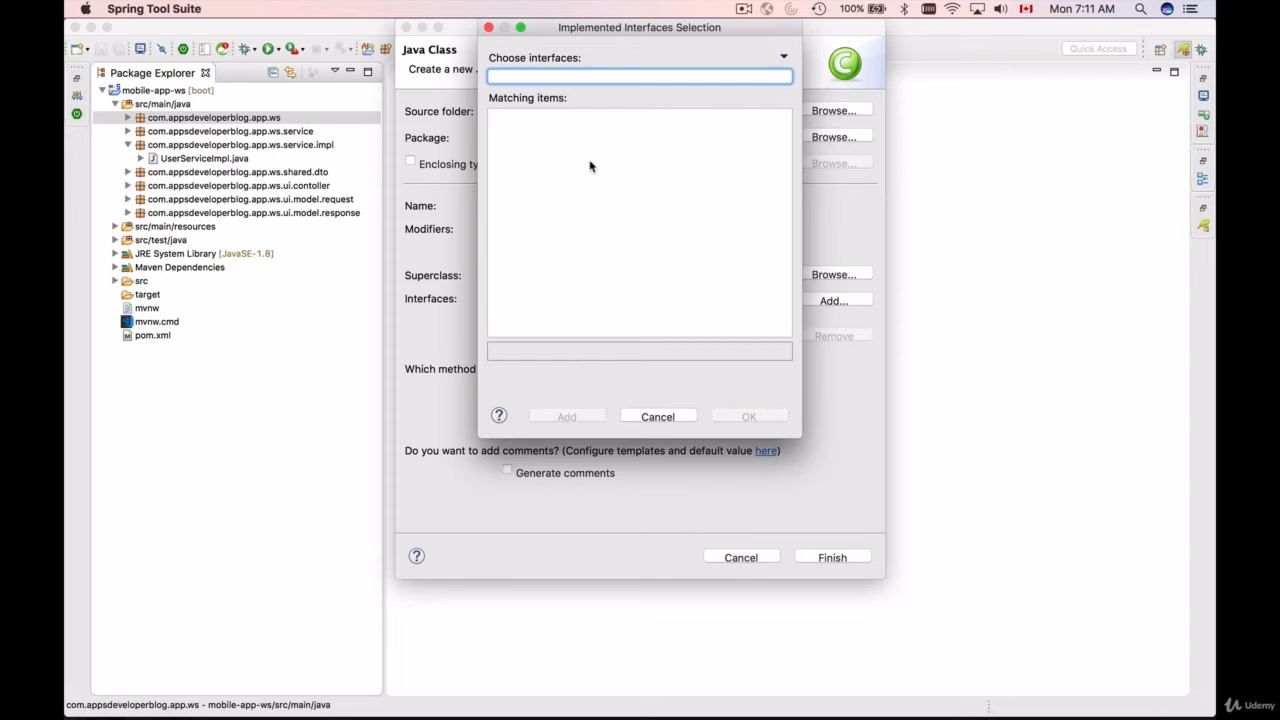 Spring Tool Suite
100%
Mon 7:11 AM
Quick Access
Package Explorer
mobile-app-ws [boot]
src/main/java
com.appsdeveloperblog.app.ws
com.appsdeveloperblog.app.ws.service
com.appsdeveloperblog.app.ws.service.impl
UserServiceImpl.java
com.appsdeveloperblog.app.ws.shared.dto
com.appsdeveloperblog.app.ws.ui.contoller
com.appsdeveloperblog.app.ws.ui.model.request
com.appsdeveloperblog.app.ws.ui.model.response
src/main/resources
src/test/java
JRE System Library [JavaSE-1.8]
Maven Dependencies
src
target
mvnw
mvnw.cmd
pom.xml
Java Class
Create a new
Source folder:
Browse...
Package:
Browse...
Enclosing ty
Browse...
Name:
Modifiers:
Superclass:
Browse...
Interfaces:
Add...
Remove
Which method
Do you want to add comments? (Configure templates and default value here)
Generate comments
?
Cancel
Finish
Implemented Interfaces Selection
Choose interfaces:
Matching items:
?
Add
Cancel
OK
com.appsdeveloperblog.app.ws - mobile-app-ws/src/main/java
Udemy